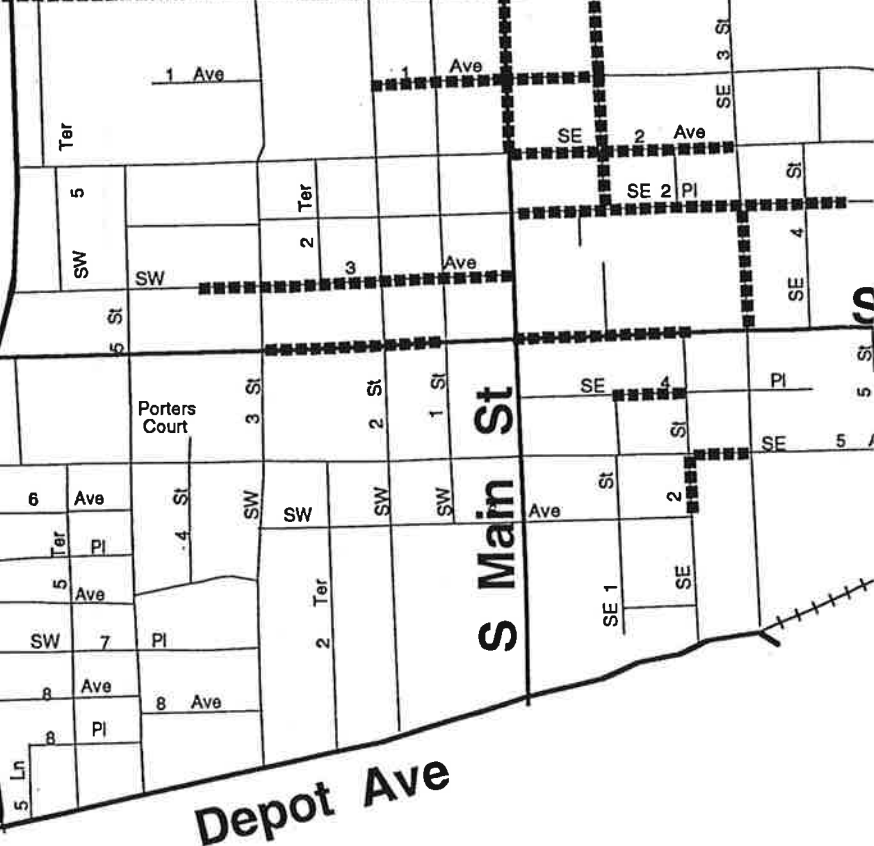 1 Ave
1 Ave
3 St
SE
SE 2 Ave
Ter
5
SW
2 Ter
SE 2 Pl
St
4
SE
SW 3 Ave
St
5
S
Porters
Court
3 St
SW
2 St
SW
1 St
SW
SE 4 Pl
St
5
SE 5 A
St
2
SE
6 Ave
Ter
5
Pl
Ave
St
4
SW Ave
SE 1 St
2 Ter
S Main St
SW 7 Pl
8 Ave
8 Ave
8 Pl
5 Ln
Depot Ave